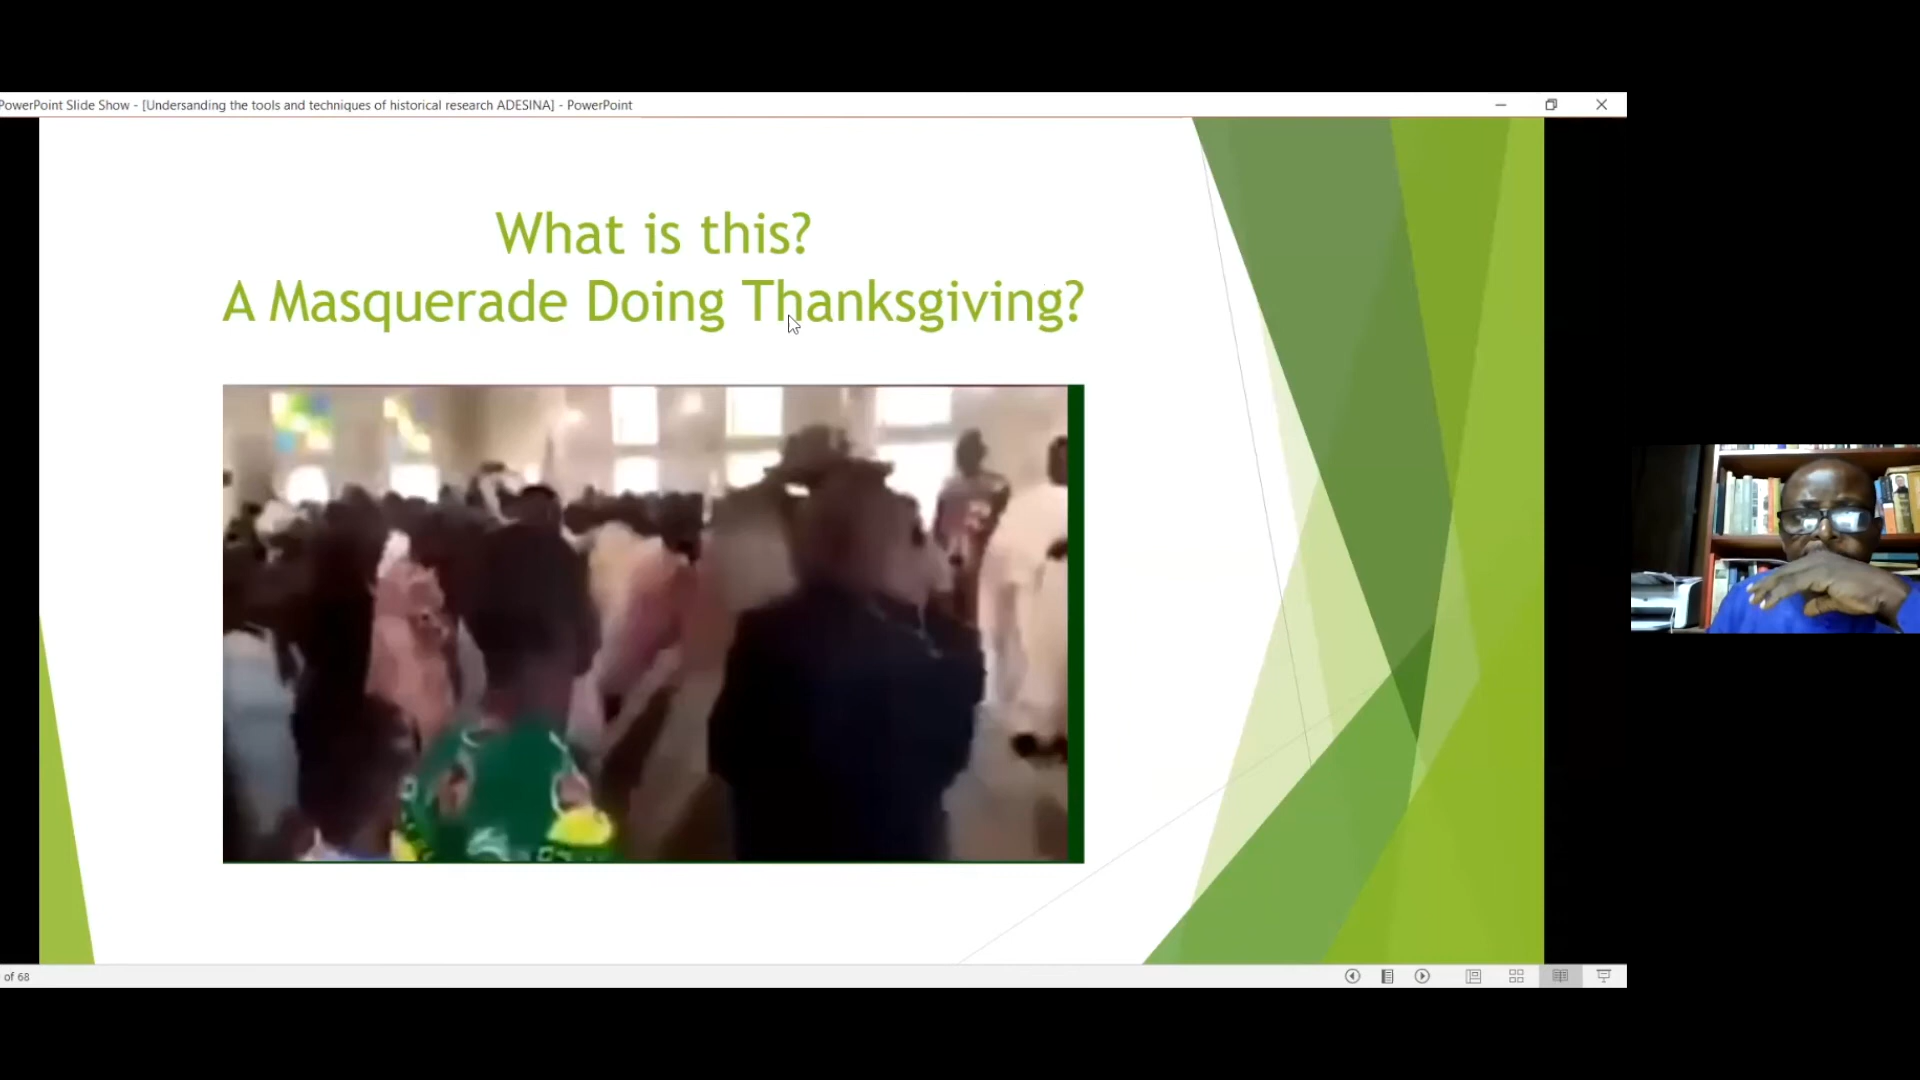 PowerPoint Slide Show - [Undersanding the tools and techniques of historical research ADESINA] - PowerPoint
What is this?
A Masquerade Doing Thanksgiving?
of 68